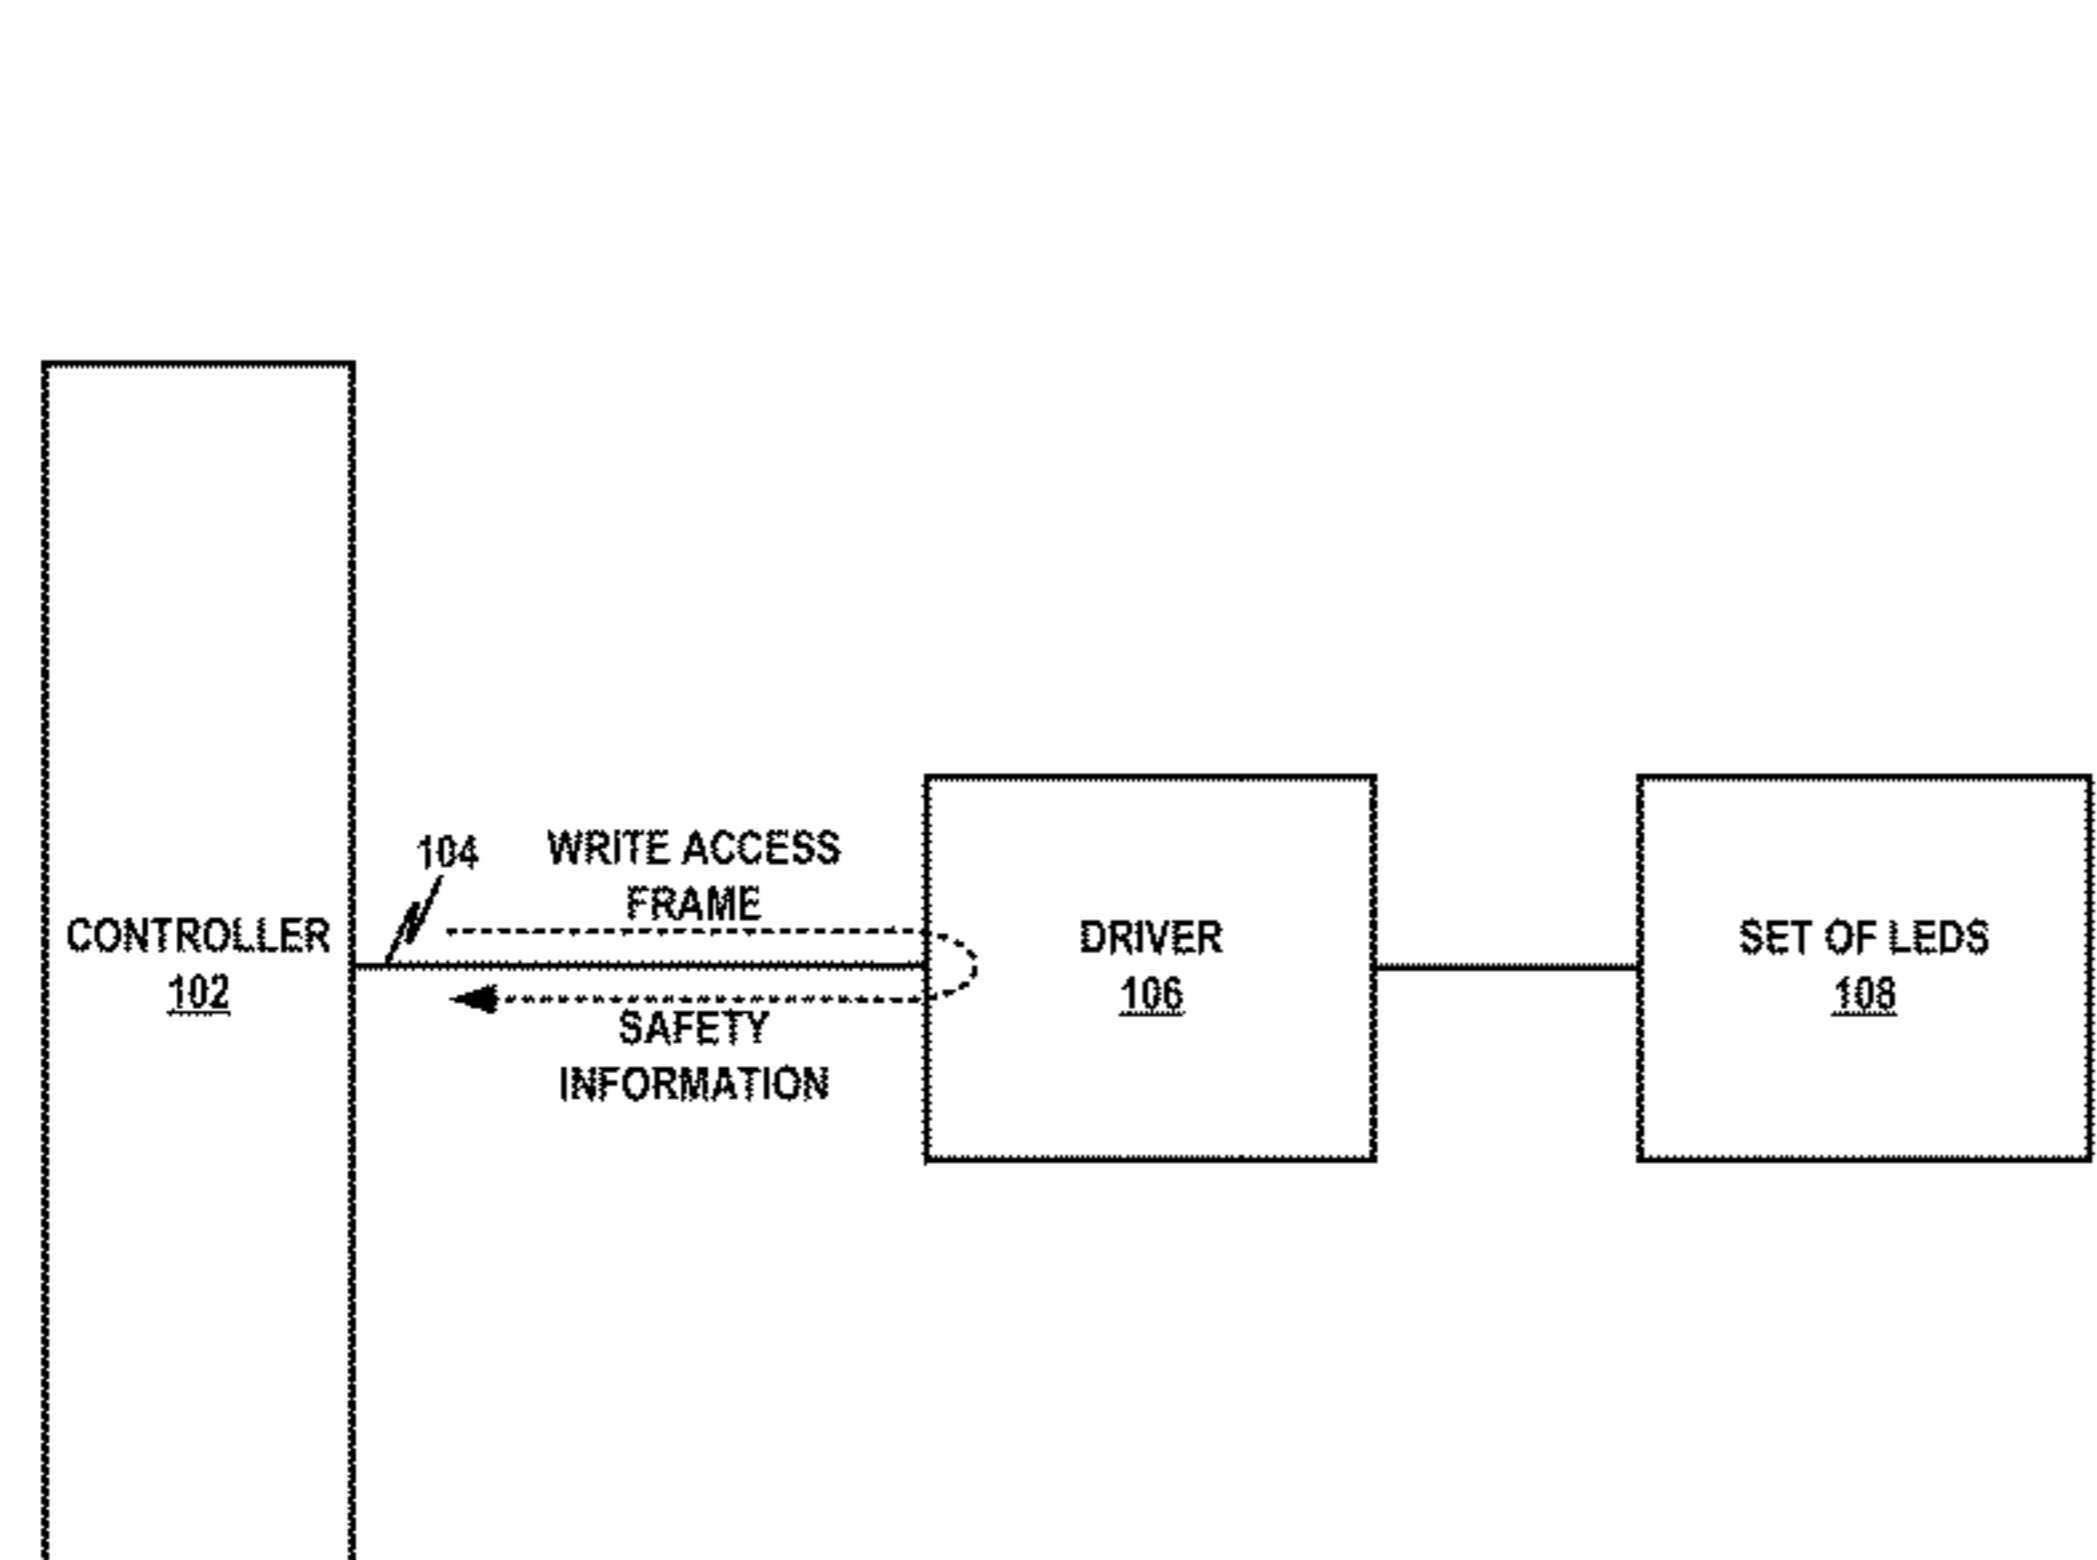 104
WRITE ACCESS
FRAME
CONTROLLER
102
SAFETY
INFORMATION
DRIVER
106
SET OF LEDS
108